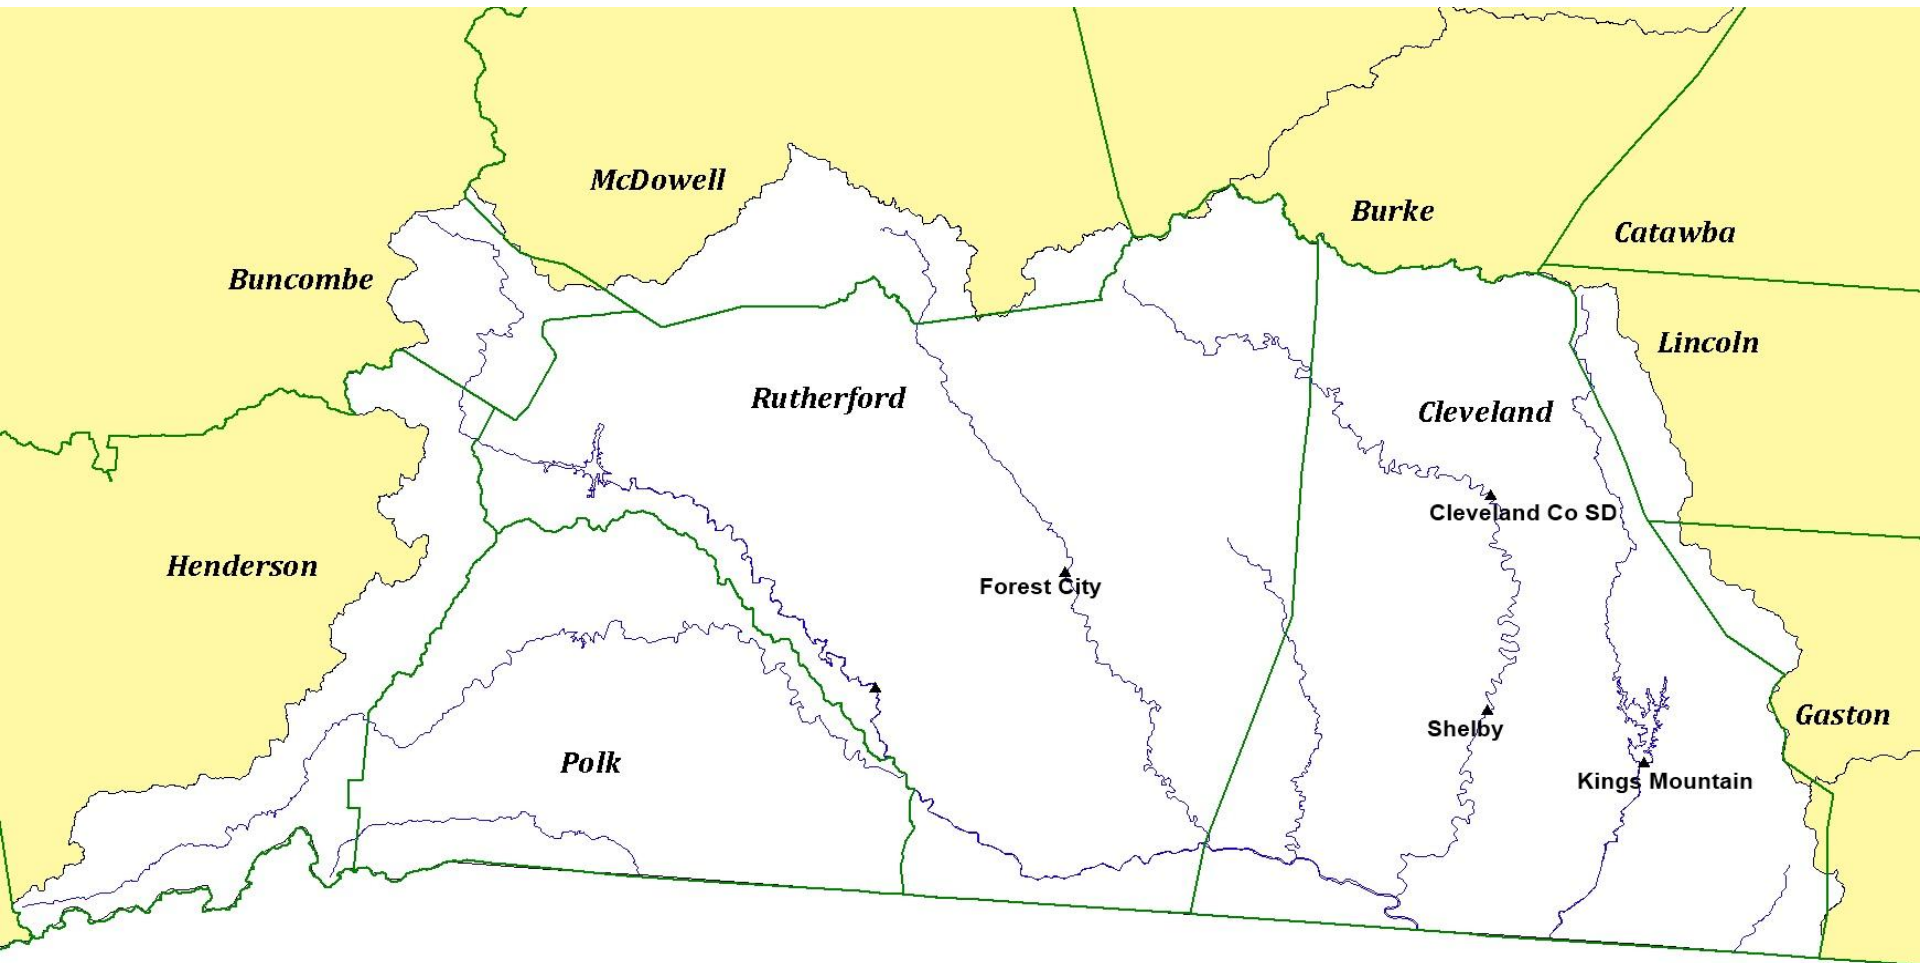 McDowell
Burke
Catawba
Buncombe
Lincoln
Rutherford
Cleveland
Cleveland Co SD
Henderson
Forest City
Gaston
Shelby
Polk
Kings Mountain